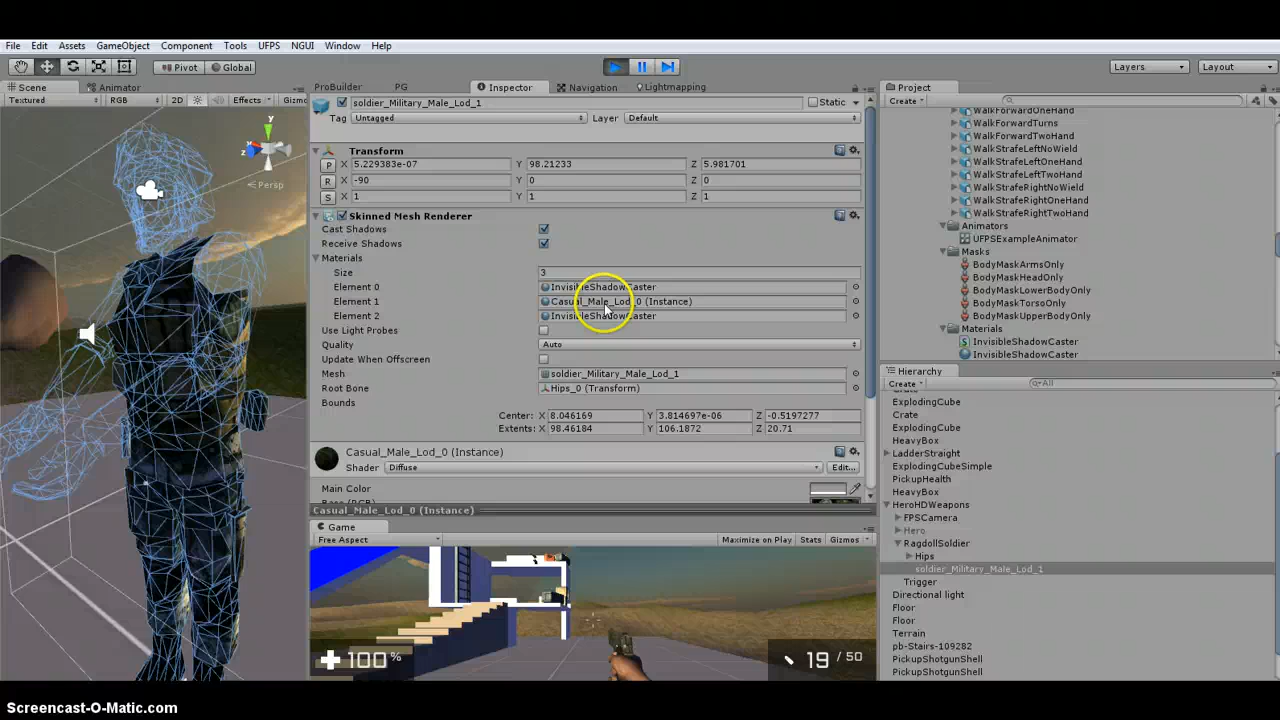 File Edit Assets GameObject Component Tools UFPS NGUI Window Help
Pivot Global Layers Layout
Scene Animator ProBuilder PG Inspector Navigation Lightmapping Project
Textured RGB 2D Effects Gizmo
Create
soldier_Military_Male_Lod_1 Static
Tag Untagged Layer Default
Transform
P X 5.229383e-07 Y 98.21233 Z 5.981701
R X -90 Y 0 Z 0
S X 1 Y 1 Z 1
Skinned Mesh Renderer
Cast Shadows
Receive Shadows
Materials
Size 3
Element 0 InvisibleShadowCaster
Element 1 Casual_Male_Lod_0 (Instance)
Element 2 InvisibleShadowCaster
Use Light Probes
Quality Auto
Update When Offscreen
Mesh soldier_Military_Male_Lod_1
Root Bone Hips_0 (Transform)
Bounds
Center: X 8.046169 Y 3.814697e-06 Z -0.5197277
Extents: X 98.46184 Y 106.1872 Z 20.71
Casual_Male_Lod_0 (Instance)
Shader Diffuse Edit...
Main Color
Casual_Male_Lod_0 (Instance)
Game
Free Aspect Maximize on Play Stats Gizmos
100%
19 / 50
y
z
Persp
WalkForwardOneHand
WalkForwardTurns
WalkForwardTwoHand
WalkStrafeLeftNoWield
WalkStrafeLeftOneHand
WalkStrafeLeftTwoHand
WalkStrafeRightNoWield
WalkStrafeRightOneHand
WalkStrafeRightTwoHand
Animators
UFPSExampleAnimator
Masks
BodyMaskArmsOnly
BodyMaskHeadOnly
BodyMaskLowerBodyOnly
BodyMaskTorsoOnly
BodyMaskUpperBodyOnly
Materials
InvisibleShadowCaster
InvisibleShadowCaster
Hierarchy
Create All
ExplodingCube
Crate
ExplodingCube
HeavyBox
LadderStraight
ExplodingCubeSimple
PickupHealth
HeavyBox
HeroHDWeapons
FPSCamera
Hero
RagdollSoldier
Hips
soldier_Military_Male_Lod_1
Trigger
Directional light
Floor
Floor
Terrain
pb-Stairs-109282
PickupShotgunShell
PickupShotgunShell
Screencast-O-Matic.com